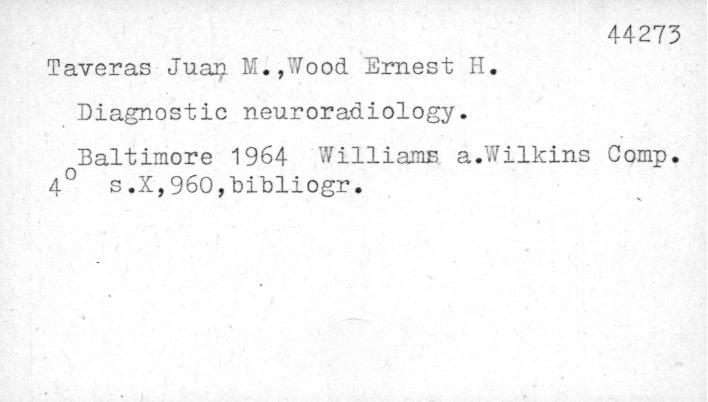 44273
Taveras Juan M.,Wood Ernest H.
Diagnostic neuroradiology.
Baltimore 1964 Williams a.Wilkins Comp.
4° s.X,960,bibliogr.